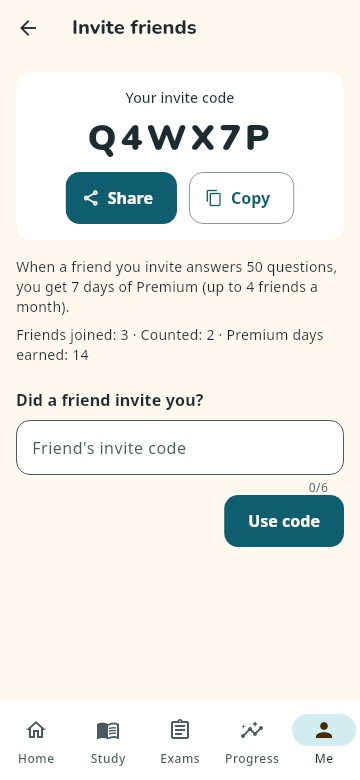 Invite friends
Your invite code
Q4WX7P
Share
Copy
When a friend you invite answers 50 questions,
you get 7 days of Premium (up to 4 friends a
month).
Friends joined: 3 · Counted: 2 · Premium days
earned: 14
Did a friend invite you?
Friend's invite code
0/6
Use code
Home
Study
Exams
Progress
Me